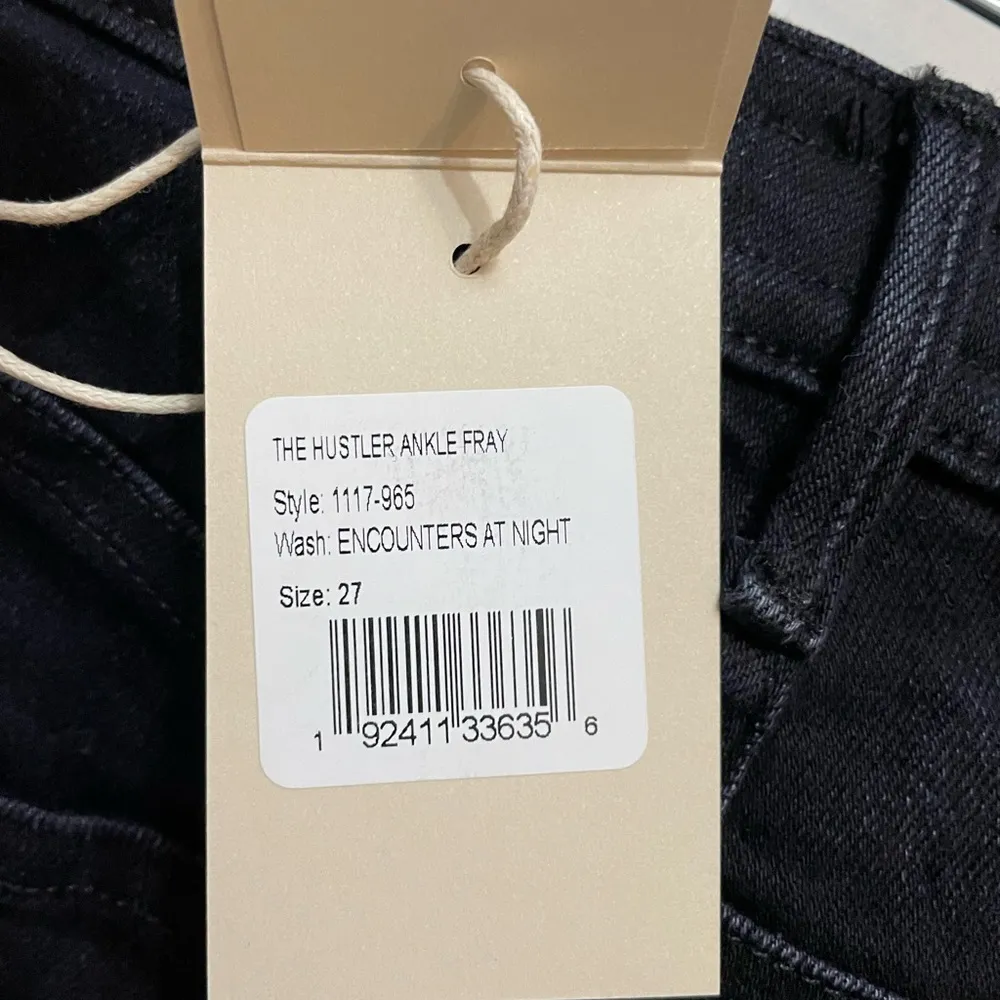 THE HUSTLER ANKLE FRAY
Style: 1117-965
Wash: ENCOUNTERS AT NIGHT
Size: 27
1 92411 33635 6